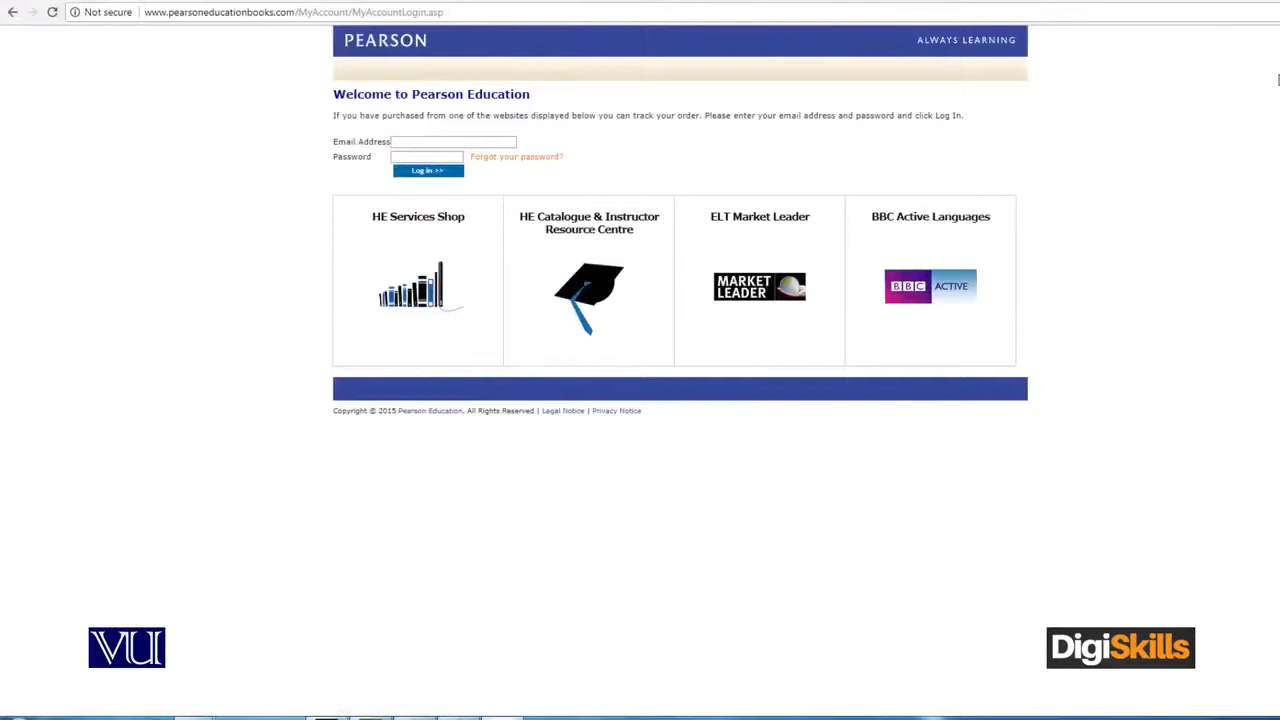 Not secure | www.pearsoneducationbooks.com/MyAccount/MyAccountLogin.asp
PEARSON
ALWAYS LEARNING
Welcome to Pearson Education
If you have purchased from one of the websites displayed below you can track your order. Please enter your email address and password and click Log In.
Email Address
Password Forgot your password?
Log in >>
HE Services Shop
HE Catalogue & Instructor
Resource Centre
ELT Market Leader
BBC Active Languages
MARKET
LEADER
BBC ACTIVE
Copyright © 2015 Pearson Education, All Rights Reserved | Legal Notice | Privacy Notice
VU
DigiSkills